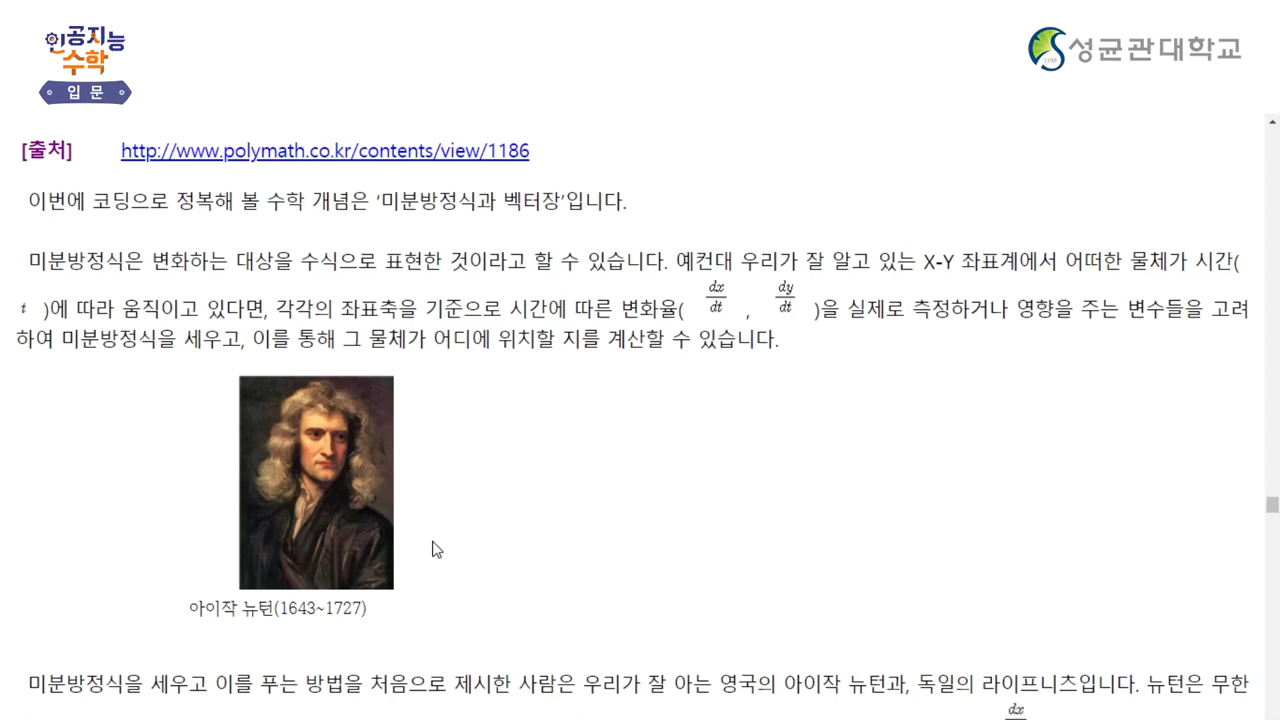 인공지능
수학
입문
성균관대학교
1398
[출처] http://www.polymath.co.kr/contents/view/1186
이번에 코딩으로 정복해 볼 수학 개념은 ‘미분방정식과 벡터장’입니다.
미분방정식은 변화하는 대상을 수식으로 표현한 것이라고 할 수 있습니다. 예컨대 우리가 잘 알고 있는 X-Y 좌표계에서 어떠한 물체가 시간(
t )에 따라 움직이고 있다면, 각각의 좌표축을 기준으로 시간에 따른 변화율( dx/dt , dy/dt )을 실제로 측정하거나 영향을 주는 변수들을 고려
하여 미분방정식을 세우고, 이를 통해 그 물체가 어디에 위치할 지를 계산할 수 있습니다.
아이작 뉴턴(1643~1727)
미분방정식을 세우고 이를 푸는 방법을 처음으로 제시한 사람은 우리가 잘 아는 영국의 아이작 뉴턴과, 독일의 라이프니츠입니다. 뉴턴은 무한
dx